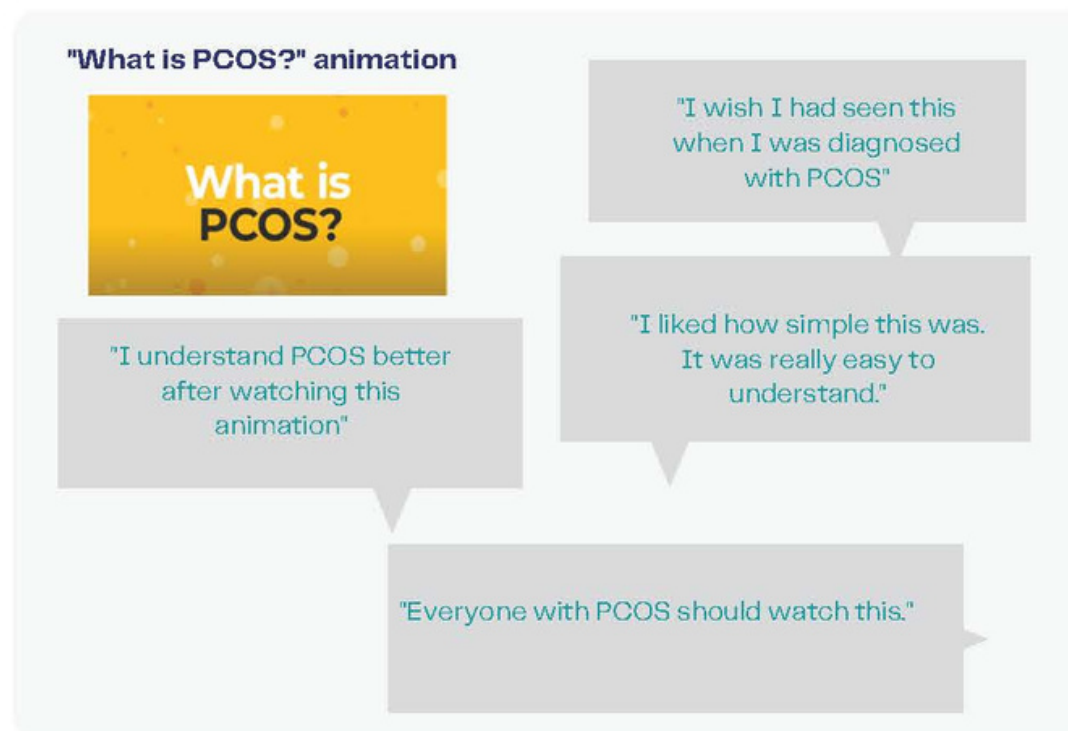 "What is PCOS?" animation
What is
PCOS?
"I wish I had seen this
when I was diagnosed
with PCOS"
"I liked how simple this was.
It was really easy to
understand."
"I understand PCOS better
after watching this
animation"
"Everyone with PCOS should watch this."